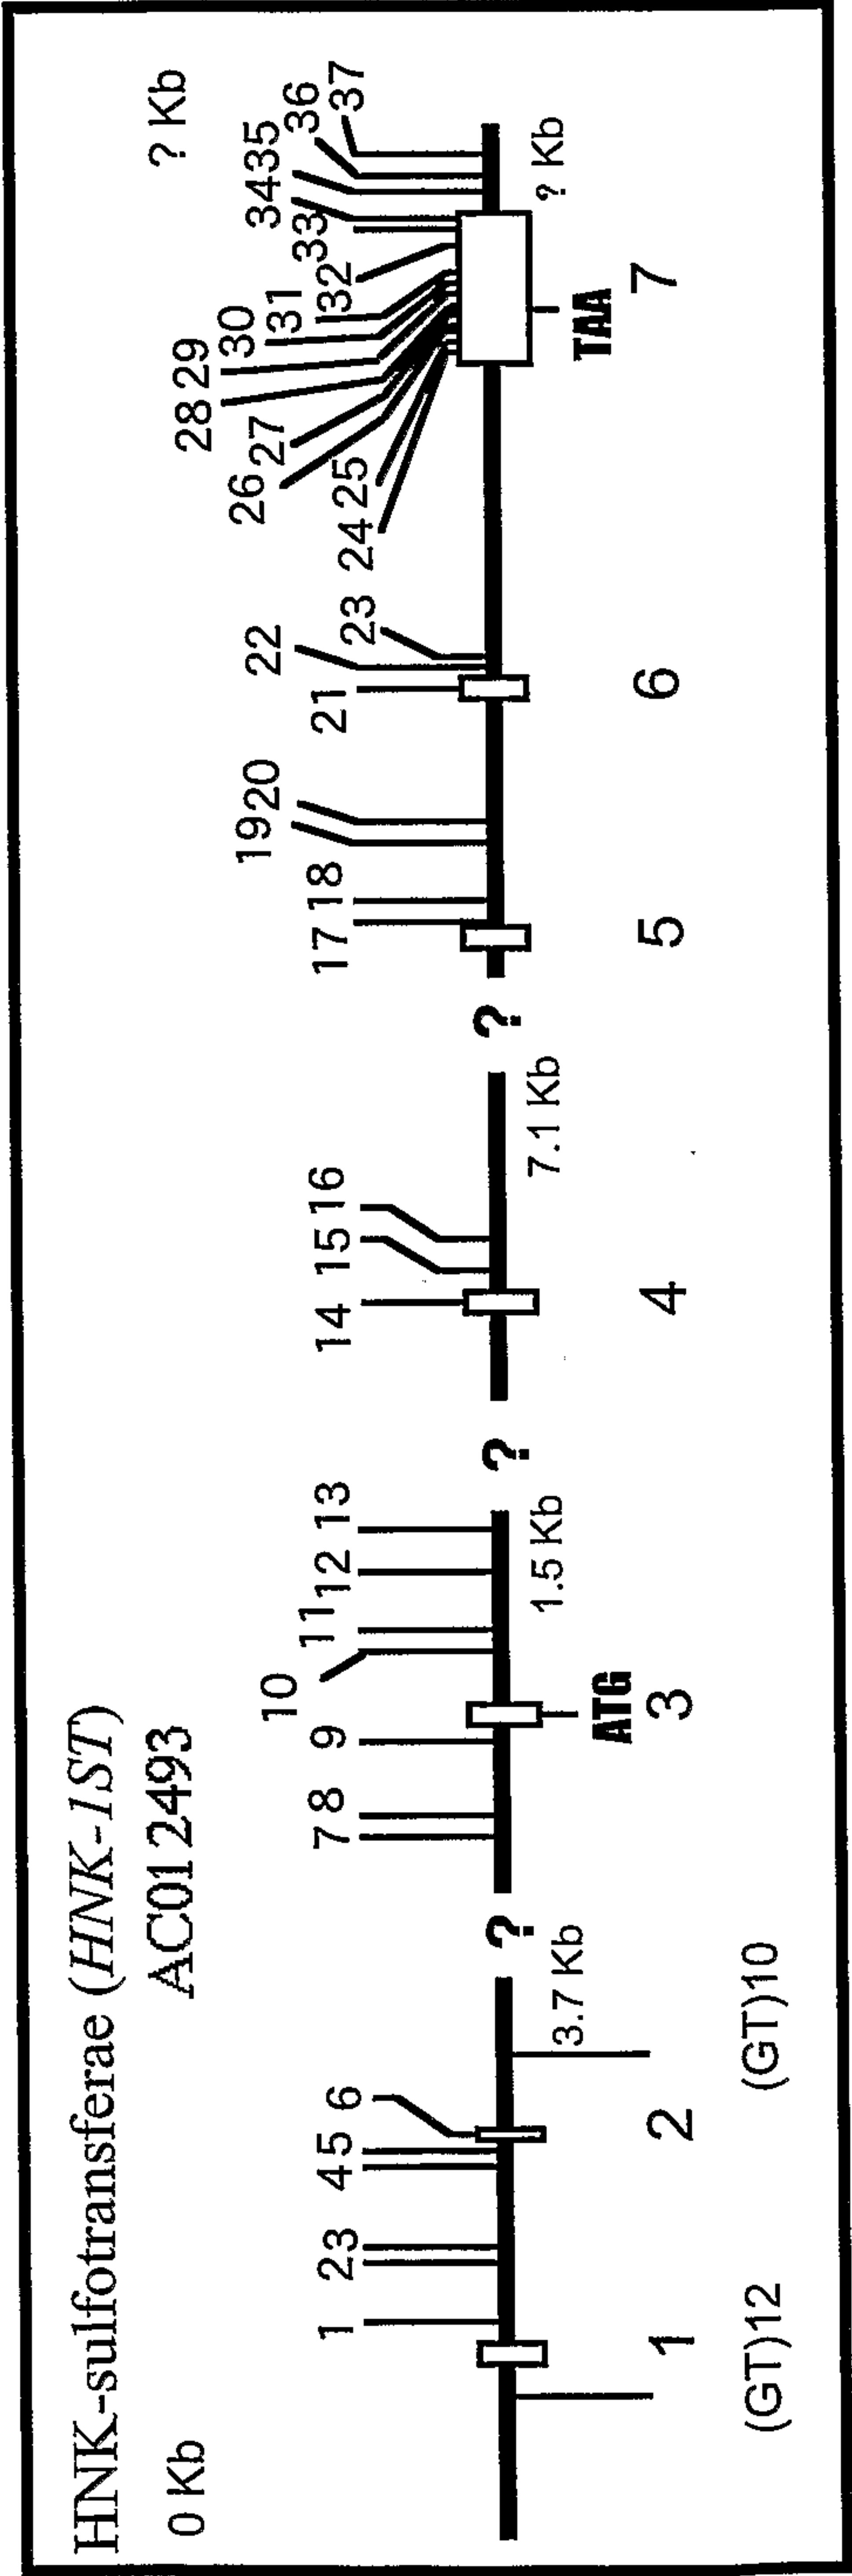 HNK-sulfotransferae (HNK-1ST)
AC012493
0 Kb
? Kb
1 2 3 4 5 6 7 8 9 10 11 12 13 14 15 16 17 18 19 20 21 22 23 24 25 26 27 28 29 30 31 32 33 34 35 36 37
? ? ?
3.7 Kb 1.5 Kb 7.1 Kb ? Kb
ATG TAA
1 2 3 4 5 6 7
(GT)12 (GT)10